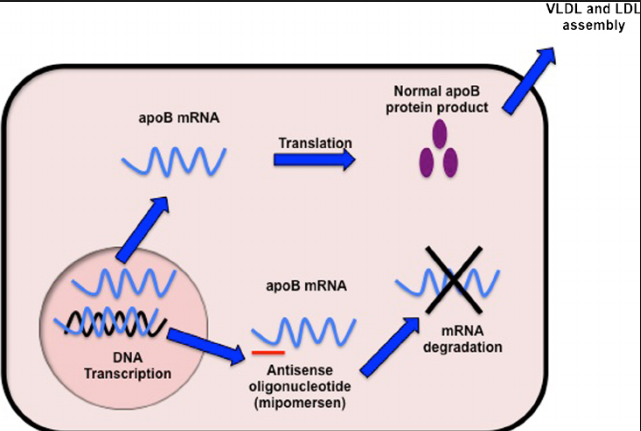 VLDL and LDL
assembly
Normal apoB
protein product
apoB mRNA
Translation
apoB mRNA
mRNA
degradation
DNA
Transcription
Antisense
oligonucleotide
(mipomersen)